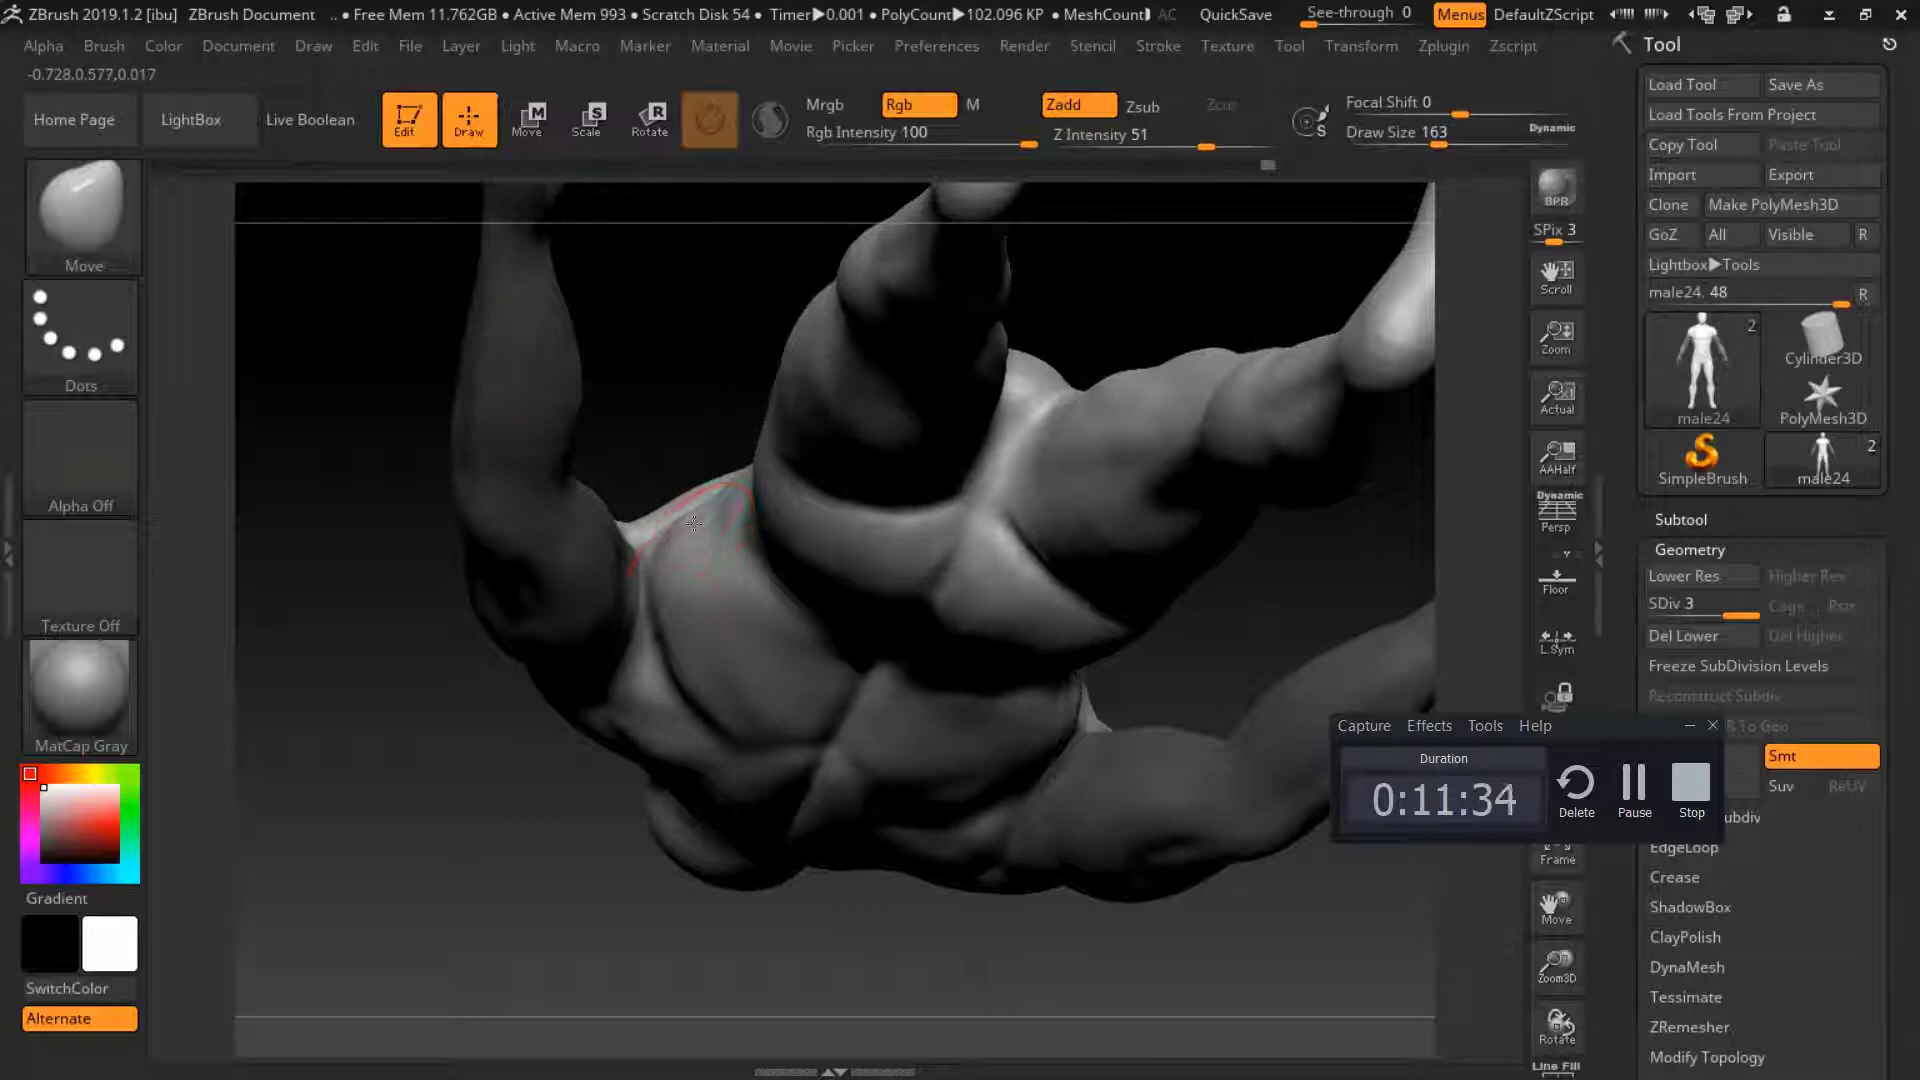 ZBrush 2019.1.2 [ibu] ZBrush Document .. • Free Mem 11.762GB • Active Mem 993 • Scratch Disk 54 • Timer▶0.001 • PolyCount▶102.096 KP • MeshCount▶ AC QuickSave See-through 0 Menus DefaultZScript
Alpha Brush Color Document Draw Edit File Layer Light Macro Marker Material Movie Picker Preferences Render Stencil Stroke Texture Tool Transform Zplugin Zscript
-0.728,0.577,0.017
Home Page LightBox Live Boolean
Edit Draw Move Scale Rotate
Mrgb Rgb M
Rgb Intensity 100
Zadd Zsub Zcut
Z Intensity 51
Focal Shift 0
Draw Size 163 Dynamic
S
Move
Dots
Alpha Off
Texture Off
MatCap Gray
Gradient
SwitchColor
Alternate
BPR
SPix 3
Scroll
Zoom
Actual
AAHalf
Dynamic
Persp
Floor
L.Sym
Frame
Move
Zoom3D
Rotate
Line Fill
Tool
Load Tool Save As
Load Tools From Project
Copy Tool Paste Tool
Import Export
Clone Make PolyMesh3D
GoZ All Visible R
Lightbox▶Tools
male24. 48 R
2
male24
Cylinder3D
PolyMesh3D
SimpleBrush
2
male24
Subtool
Geometry
Lower Res Higher Res
SDiv 3 Cage Rstr
Del Lower Del Higher
Freeze SubDivision Levels
Reconstruct Subdiv
To Geo
Smt
Suv ReUV
ubdiv
EdgeLoop
Crease
ShadowBox
ClayPolish
DynaMesh
Tessimate
ZRemesher
Modify Topology
Capture Effects Tools Help
Duration
0:11:34
Delete Pause Stop